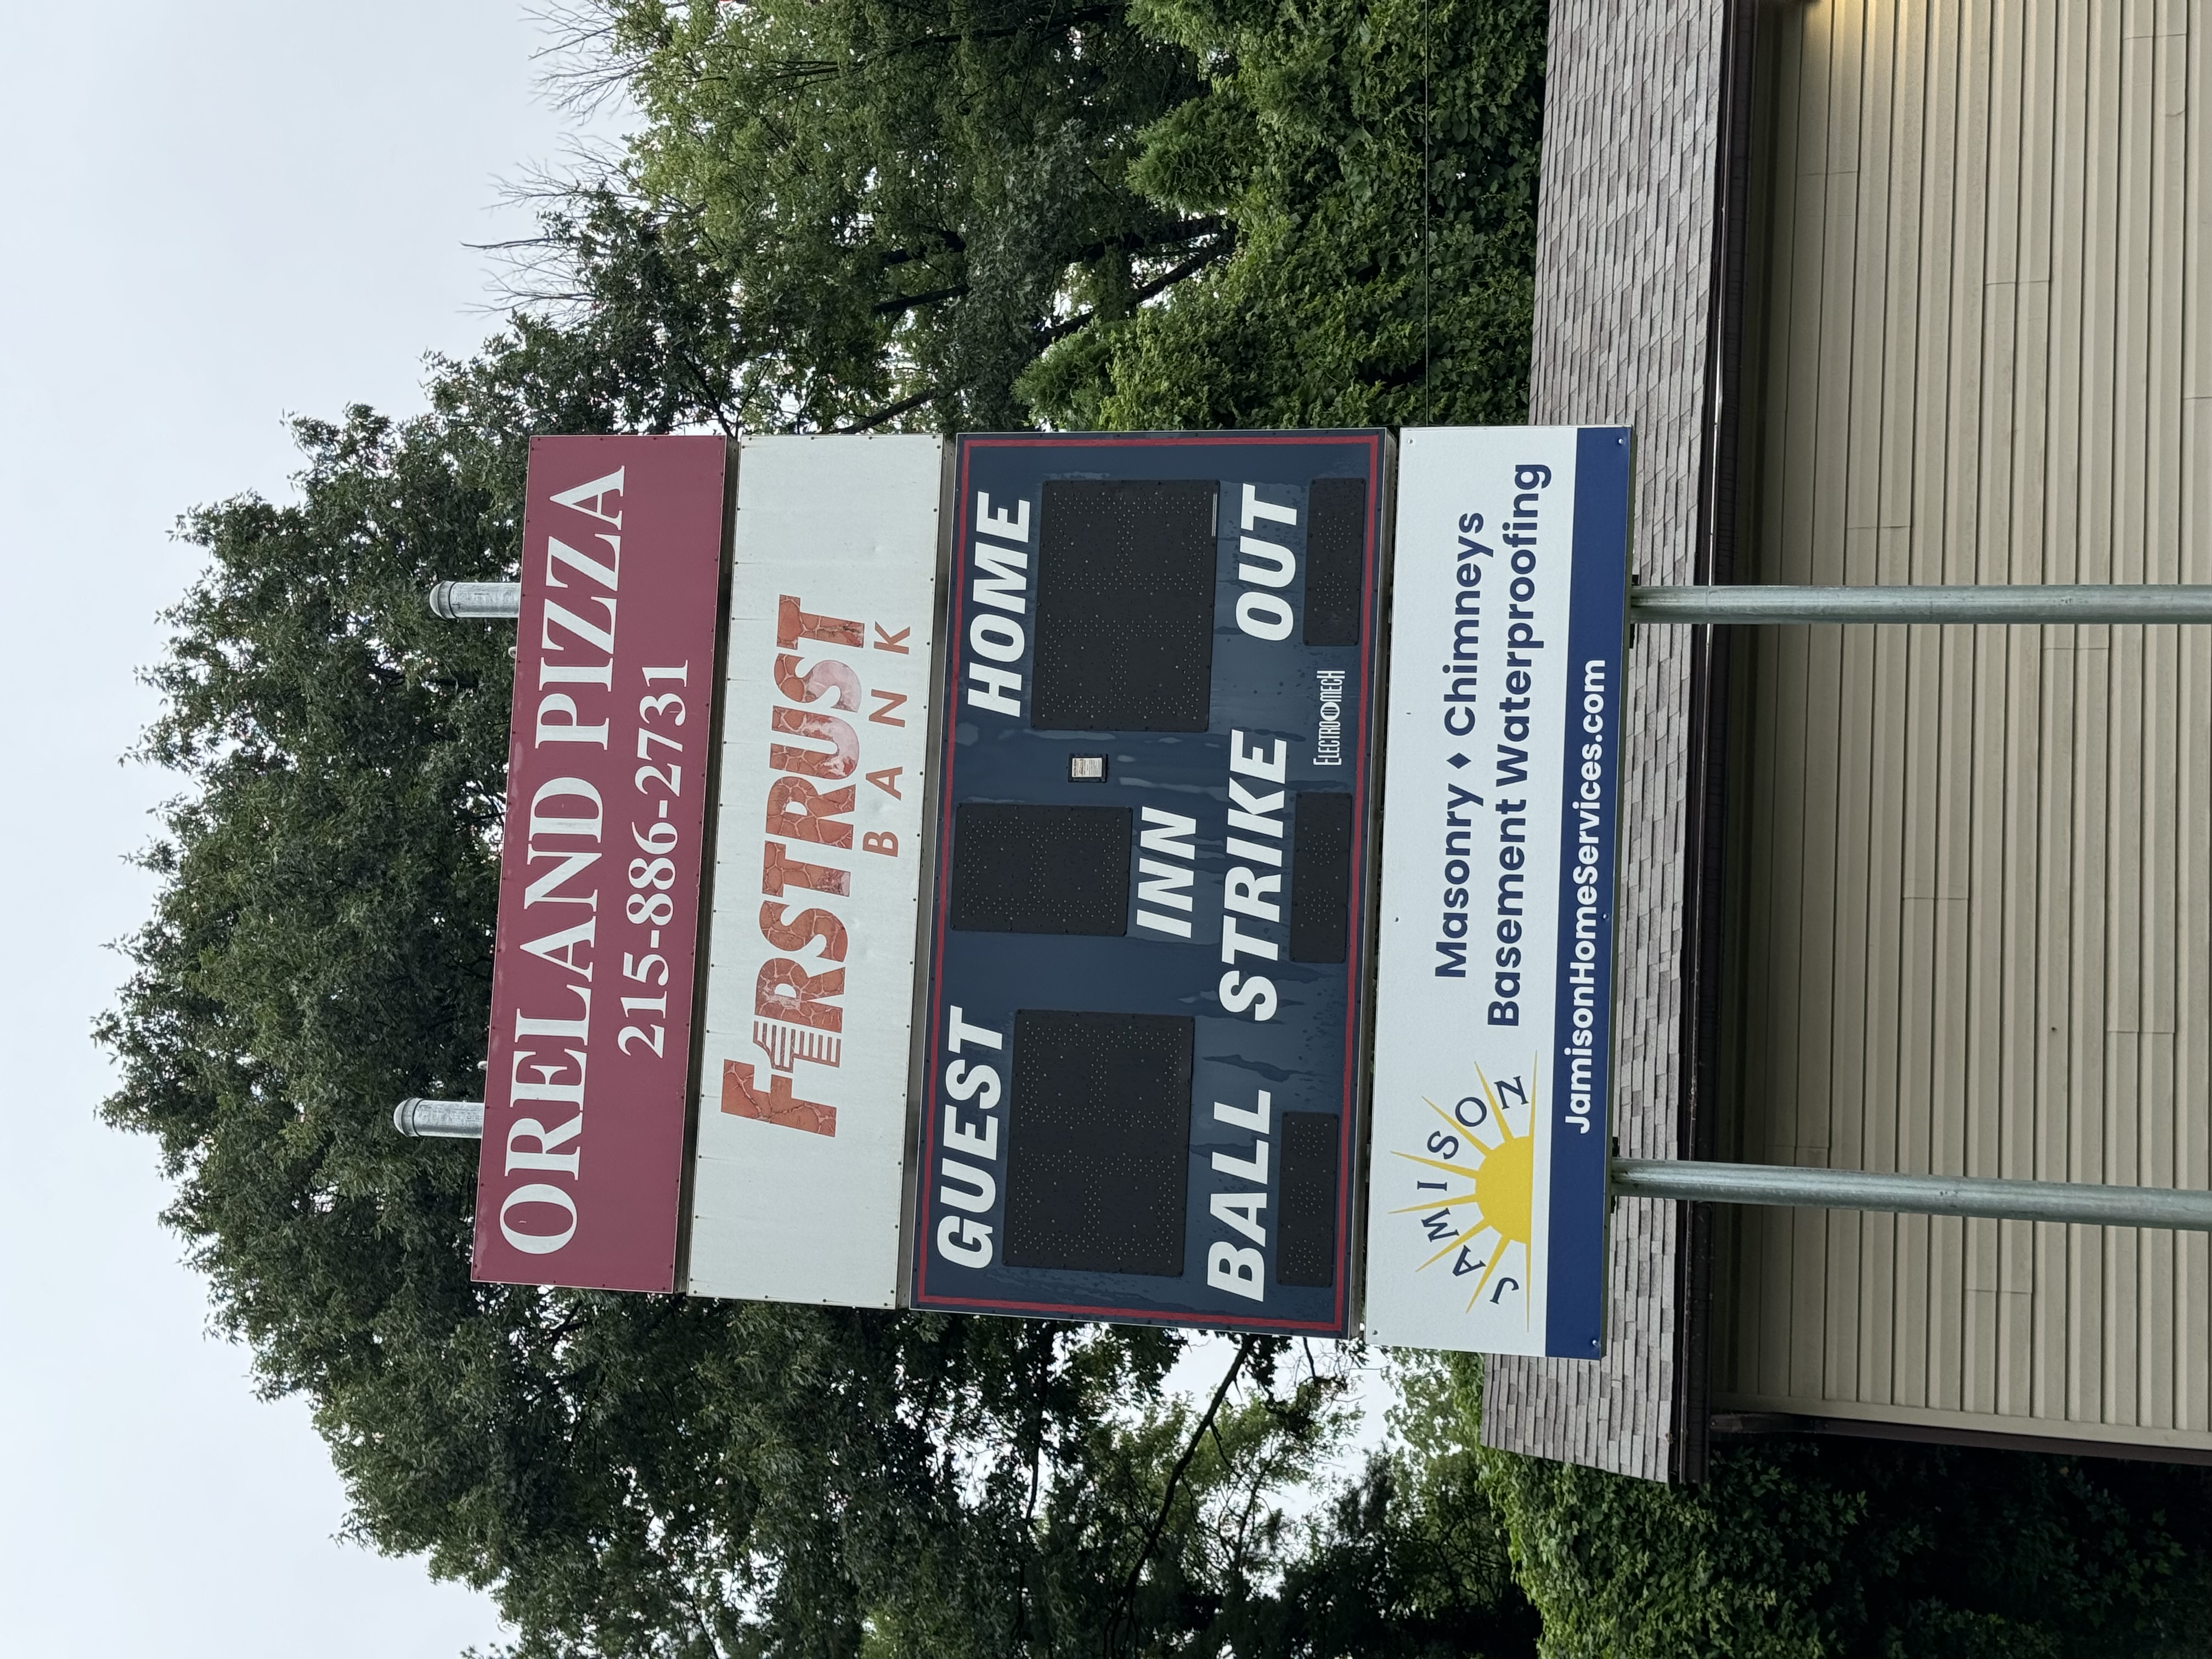 ORELAND PIZZA
215-886-2731
FIRSTRUST
BANK
GUEST
HOME
INN
BALL
STRIKE
OUT
ELECTRO-MECH
JAMISON
Masonry ♦ Chimneys
Basement Waterproofing
JamisonHomeServices.com